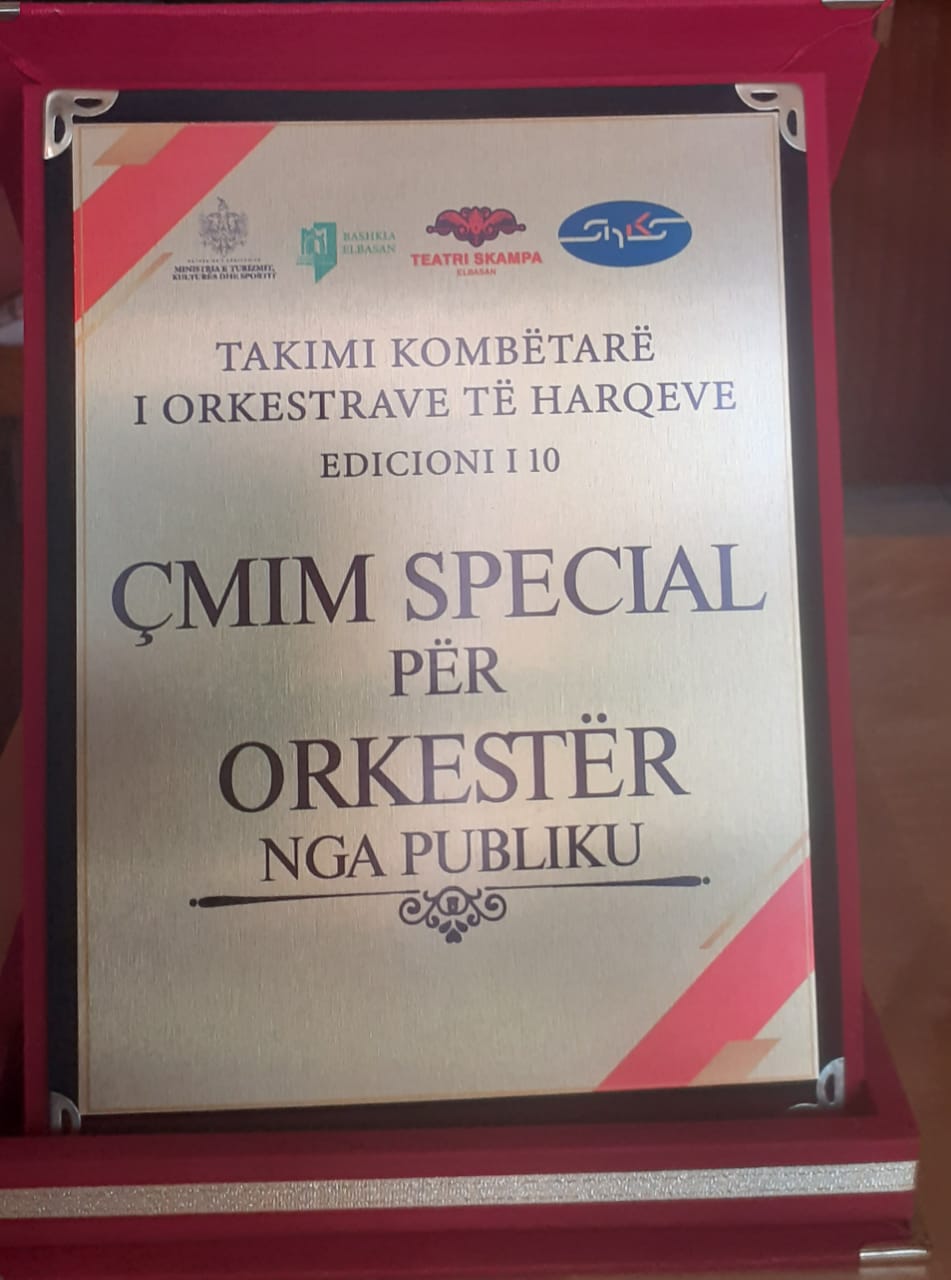 MINISTRIA E TURIZMIT,
KULTURËS DHE SPORTIT
BASHKIA
ELBASAN
TEATRI SKAMPA
ELBASAN
TAKIMI KOMBËTARË
I ORKESTRAVE TË HARQEVE
EDICIONI I 10
ÇMIM SPECIAL
PËR
ORKESTËR
NGA PUBLIKU